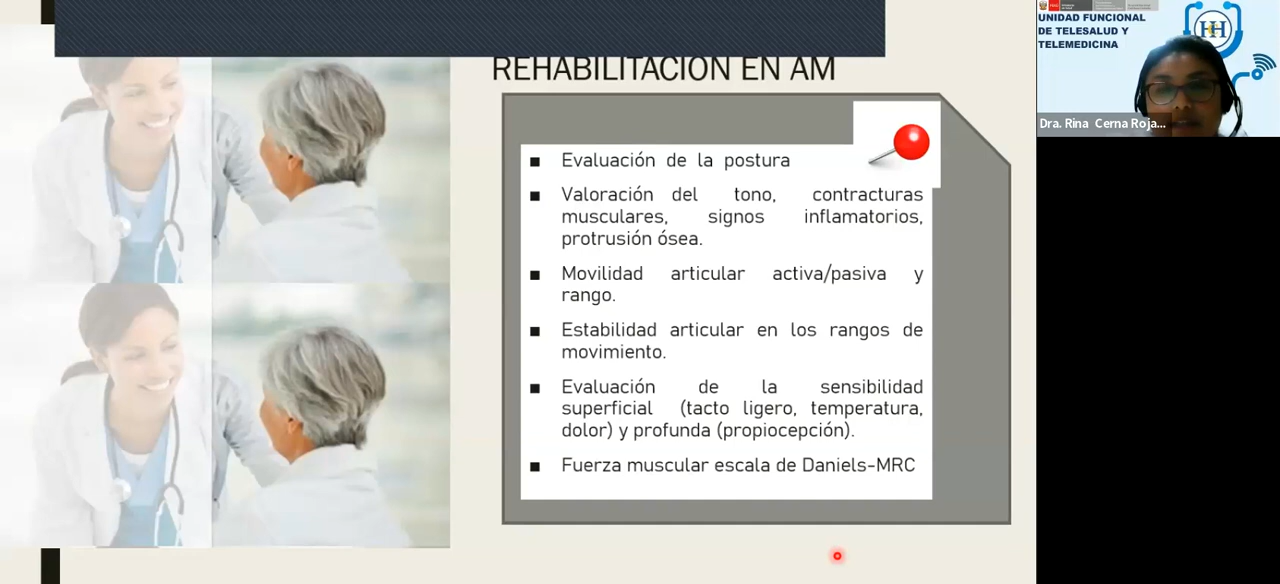 REHABILITACION EN AM
■ Evaluación de la postura
■ Valoración del tono, contracturas
musculares, signos inflamatorios,
protrusión ósea.
■ Movilidad articular activa/pasiva y
rango.
■ Estabilidad articular en los rangos de
movimiento.
■ Evaluación de la sensibilidad
superficial (tacto ligero, temperatura,
dolor) y profunda (propiocepción).
■ Fuerza muscular escala de Daniels-MRC
UNIDAD FUNCIONAL
DE TELESALUD Y
TELEMEDICINA
HH
Dra. Rina Cerna Roja...